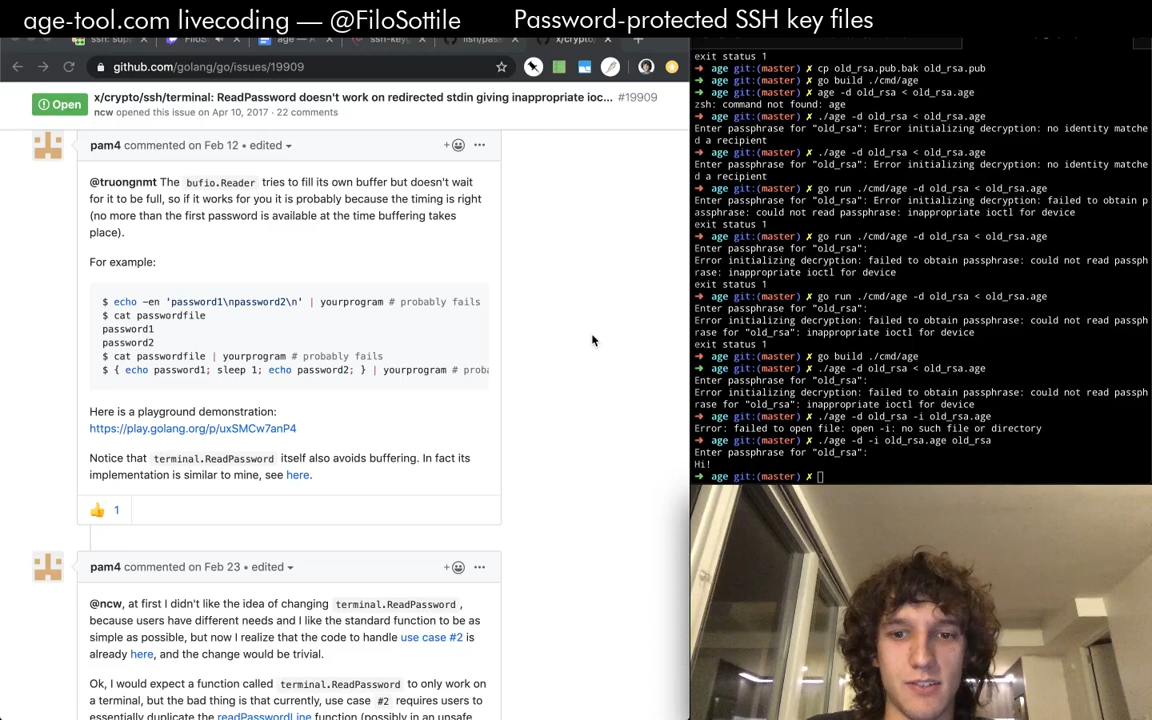 age-tool.com livecoding — @FiloSottile Password-protected SSH key files
github.com/golang/go/issues/19909
Open
x/crypto/ssh/terminal: ReadPassword doesn't work on redirected stdin giving inappropriate ioc... #19909
ncw opened this issue on Apr 10, 2017 · 22 comments
pam4 commented on Feb 12 • edited
@truongnmt The bufio.Reader tries to fill its own buffer but doesn't wait
for it to be full, so if it works for you it is probably because the timing is right
(no more than the first password is available at the time buffering takes
place).
For example:
$ echo -en 'password1\npassword2\n' | yourprogram # probably fails
$ cat passwordfile
password1
password2
$ cat passwordfile | yourprogram # probably fails
$ { echo password1; sleep 1; echo password2; } | yourprogram # proba
Here is a playground demonstration:
https://play.golang.org/p/uxSMCw7anP4
Notice that terminal.ReadPassword itself also avoids buffering. In fact its
implementation is similar to mine, see here.
👍 1
pam4 commented on Feb 23 • edited
@ncw, at first I didn't like the idea of changing terminal.ReadPassword ,
because users have different needs and I like the standard function to be as
simple as possible, but now I realize that the code to handle use case #2 is
already here, and the change would be trivial.
Ok, I would expect a function called terminal.ReadPassword to only work on
a terminal, but the bad thing is that currently, use case #2 requires users to
essentially duplicate the readPasswordLine function (possibly in an unsafe
exit status 1
➜ age git:(master) ✗ cp old_rsa.pub.bak old_rsa.pub
➜ age git:(master) ✗ go build ./cmd/age
➜ age git:(master) ✗ age -d old_rsa < old_rsa.age
zsh: command not found: age
➜ age git:(master) ✗ ./age -d old_rsa < old_rsa.age
Enter passphrase for "old_rsa": Error initializing decryption: no identity matche
d a recipient
➜ age git:(master) ✗ ./age -d old_rsa < old_rsa.age
Enter passphrase for "old_rsa": Error initializing decryption: no identity matche
d a recipient
➜ age git:(master) ✗ go run ./cmd/age -d old_rsa < old_rsa.age
Enter passphrase for "old_rsa": Error initializing decryption: failed to obtain p
assphrase: could not read passphrase: inappropriate ioctl for device
exit status 1
➜ age git:(master) ✗ go run ./cmd/age -d old_rsa < old_rsa.age
Enter passphrase for "old_rsa":
Error initializing decryption: failed to obtain passphrase: could not read passph
rase: inappropriate ioctl for device
exit status 1
➜ age git:(master) ✗ go run ./cmd/age -d old_rsa < old_rsa.age
Enter passphrase for "old_rsa":
Error initializing decryption: failed to obtain passphrase: could not read passph
rase for "old_rsa": inappropriate ioctl for device
exit status 1
➜ age git:(master) ✗ go build ./cmd/age
➜ age git:(master) ✗ ./age -d old_rsa < old_rsa.age
Enter passphrase for "old_rsa":
Error initializing decryption: failed to obtain passphrase: could not read passph
rase for "old_rsa": inappropriate ioctl for device
➜ age git:(master) ✗ ./age -d old_rsa -i old_rsa.age
Error: failed to open file: open -i: no such file or directory
➜ age git:(master) ✗ ./age -d -i old_rsa.age old_rsa
Enter passphrase for "old_rsa":
Hi!
➜ age git:(master) ✗